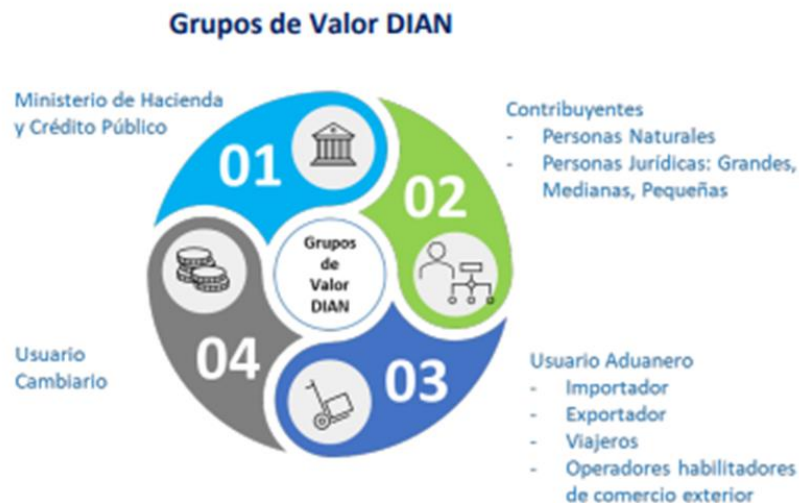 Grupos de Valor DIAN
Ministerio de Hacienda
y Crédito Público
01
Contribuyentes
- Personas Naturales
- Personas Jurídicas: Grandes,
Medianas, Pequeñas
02
Grupos
de
Valor
DIAN
Usuario
Cambiario
04
03
Usuario Aduanero
- Importador
- Exportador
- Viajeros
- Operadores habilitadores
de comercio exterior